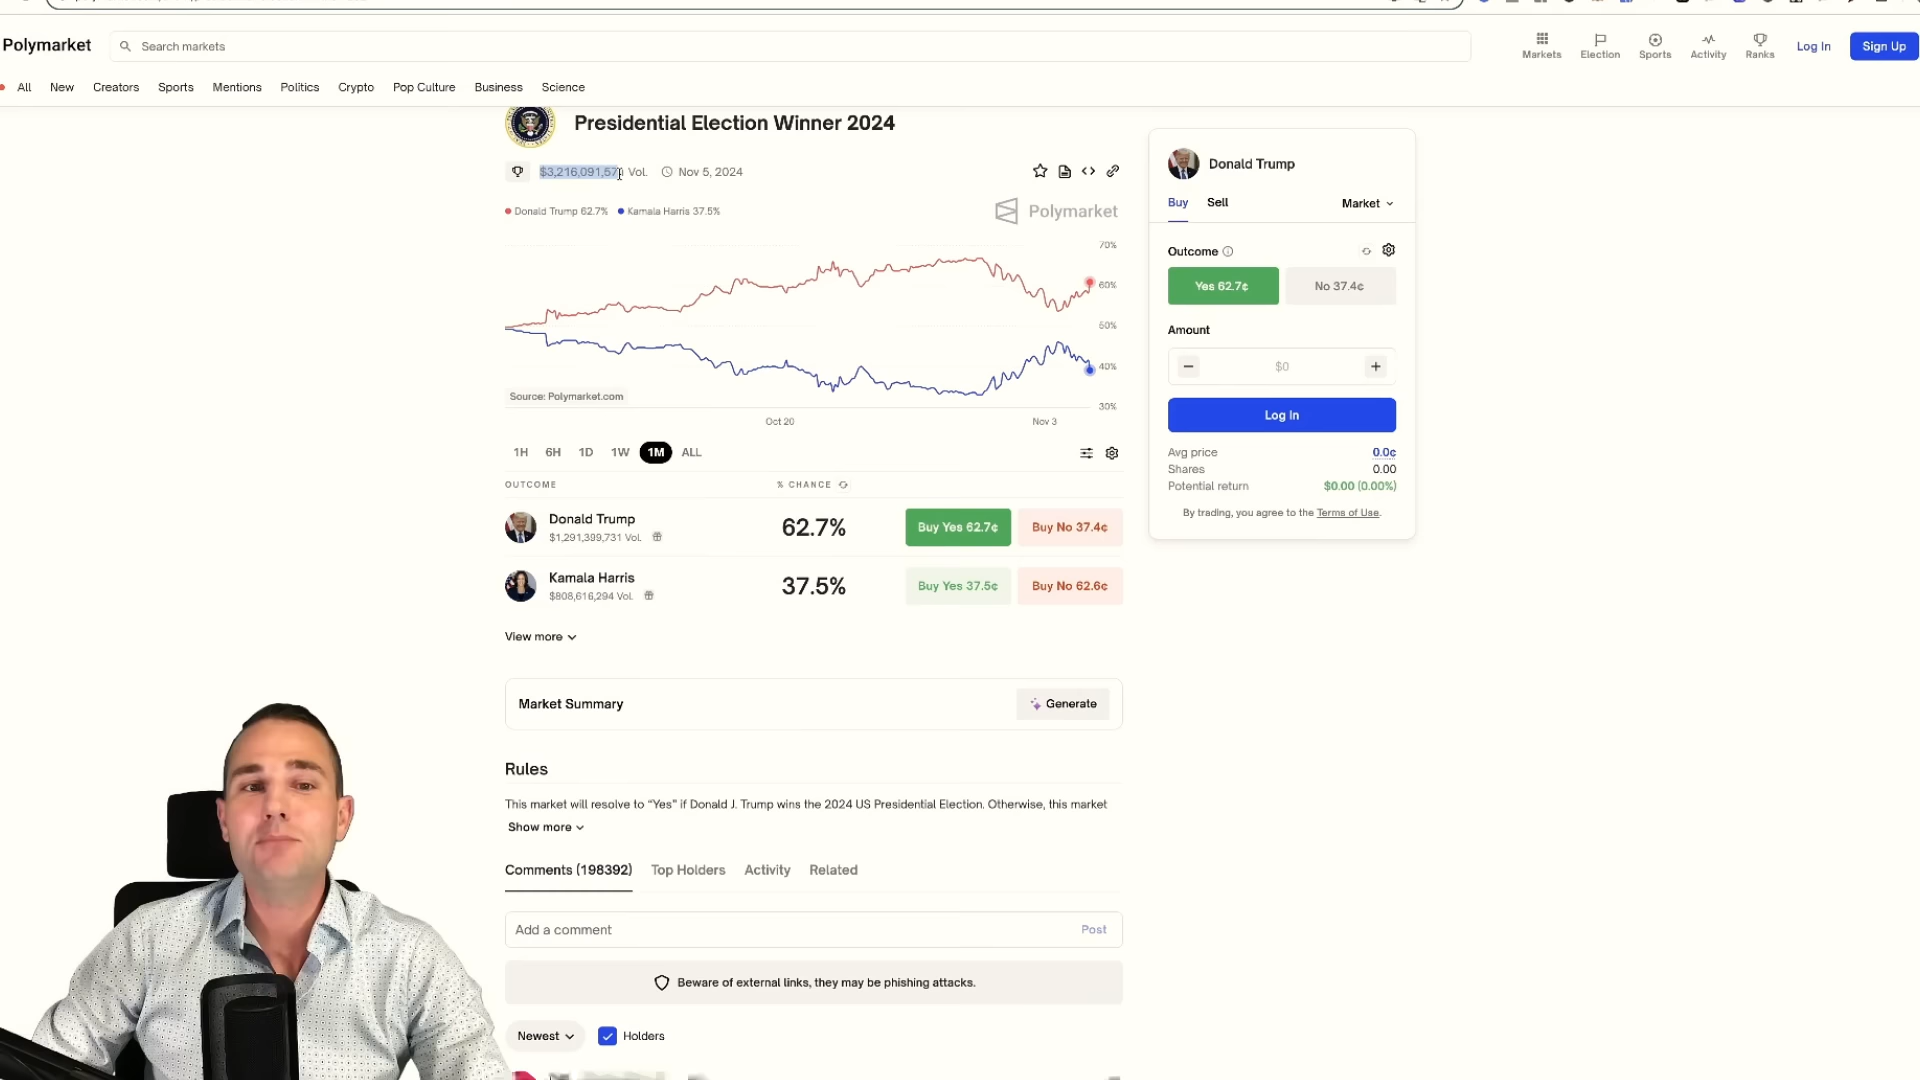 Polymarket
Search markets
Markets
Election
Sports
Activity
Ranks
Log In
Sign Up
All New Creators Sports Mentions Politics Crypto Pop Culture Business Science
Presidential Election Winner 2024
$3,216,091,57 Vol. Nov 5, 2024
Donald Trump 62.7% Kamala Harris 37.5%
Polymarket
70%
60%
50%
40%
30%
Source: Polymarket.com
Oct 20 Nov 3
1H 6H 1D 1W 1M ALL
OUTCOME % CHANCE
Donald Trump
$1,291,399,731 Vol.
62.7%
Buy Yes 62.7¢ Buy No 37.4¢
Kamala Harris
$808,616,294 Vol.
37.5%
Buy Yes 37.5¢ Buy No 62.6¢
View more
Market Summary Generate
Rules
This market will resolve to “Yes” if Donald J. Trump wins the 2024 US Presidential Election. Otherwise, this market
Show more
Comments (198392) Top Holders Activity Related
Add a comment Post
Beware of external links, they may be phishing attacks.
Newest Holders
Donald Trump
Buy Sell Market
Outcome
Yes 62.7¢ No 37.4¢
Amount
$0
Log In
Avg price 0.0¢
Shares 0.00
Potential return $0.00 (0.00%)
By trading, you agree to the Terms of Use.